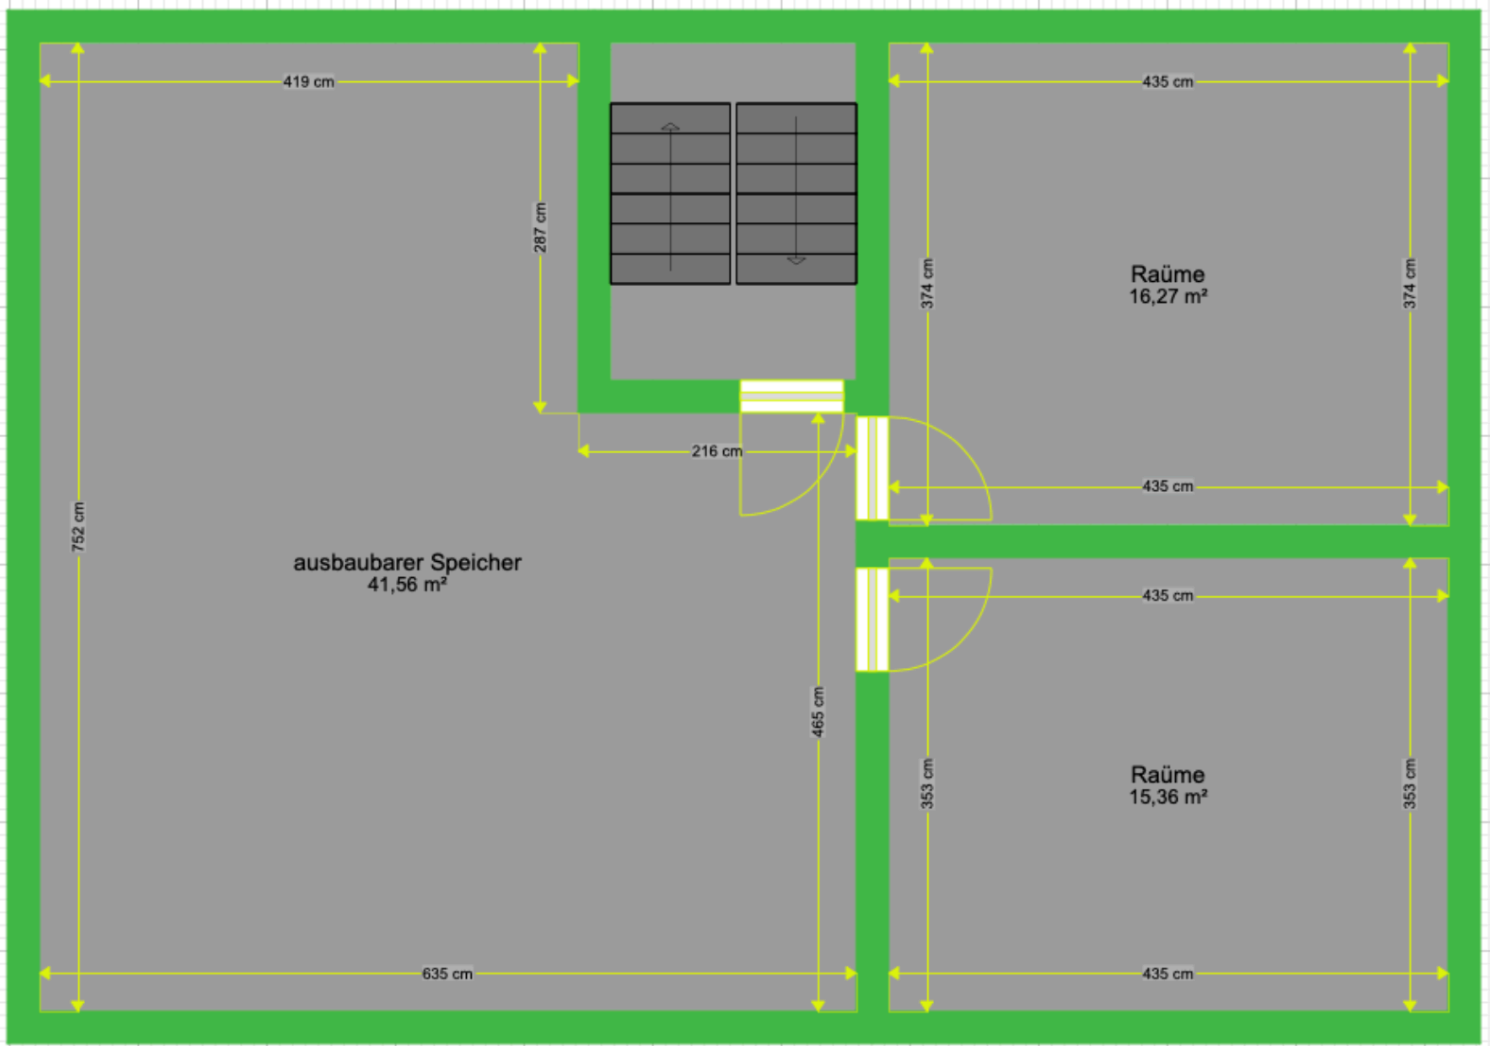 419 cm
435 cm
287 cm
374 cm
374 cm
Raüme
16,27 m²
216 cm
435 cm
752 cm
ausbaubarer Speicher
41,56 m²
435 cm
465 cm
353 cm
353 cm
Raüme
15,36 m²
635 cm
435 cm